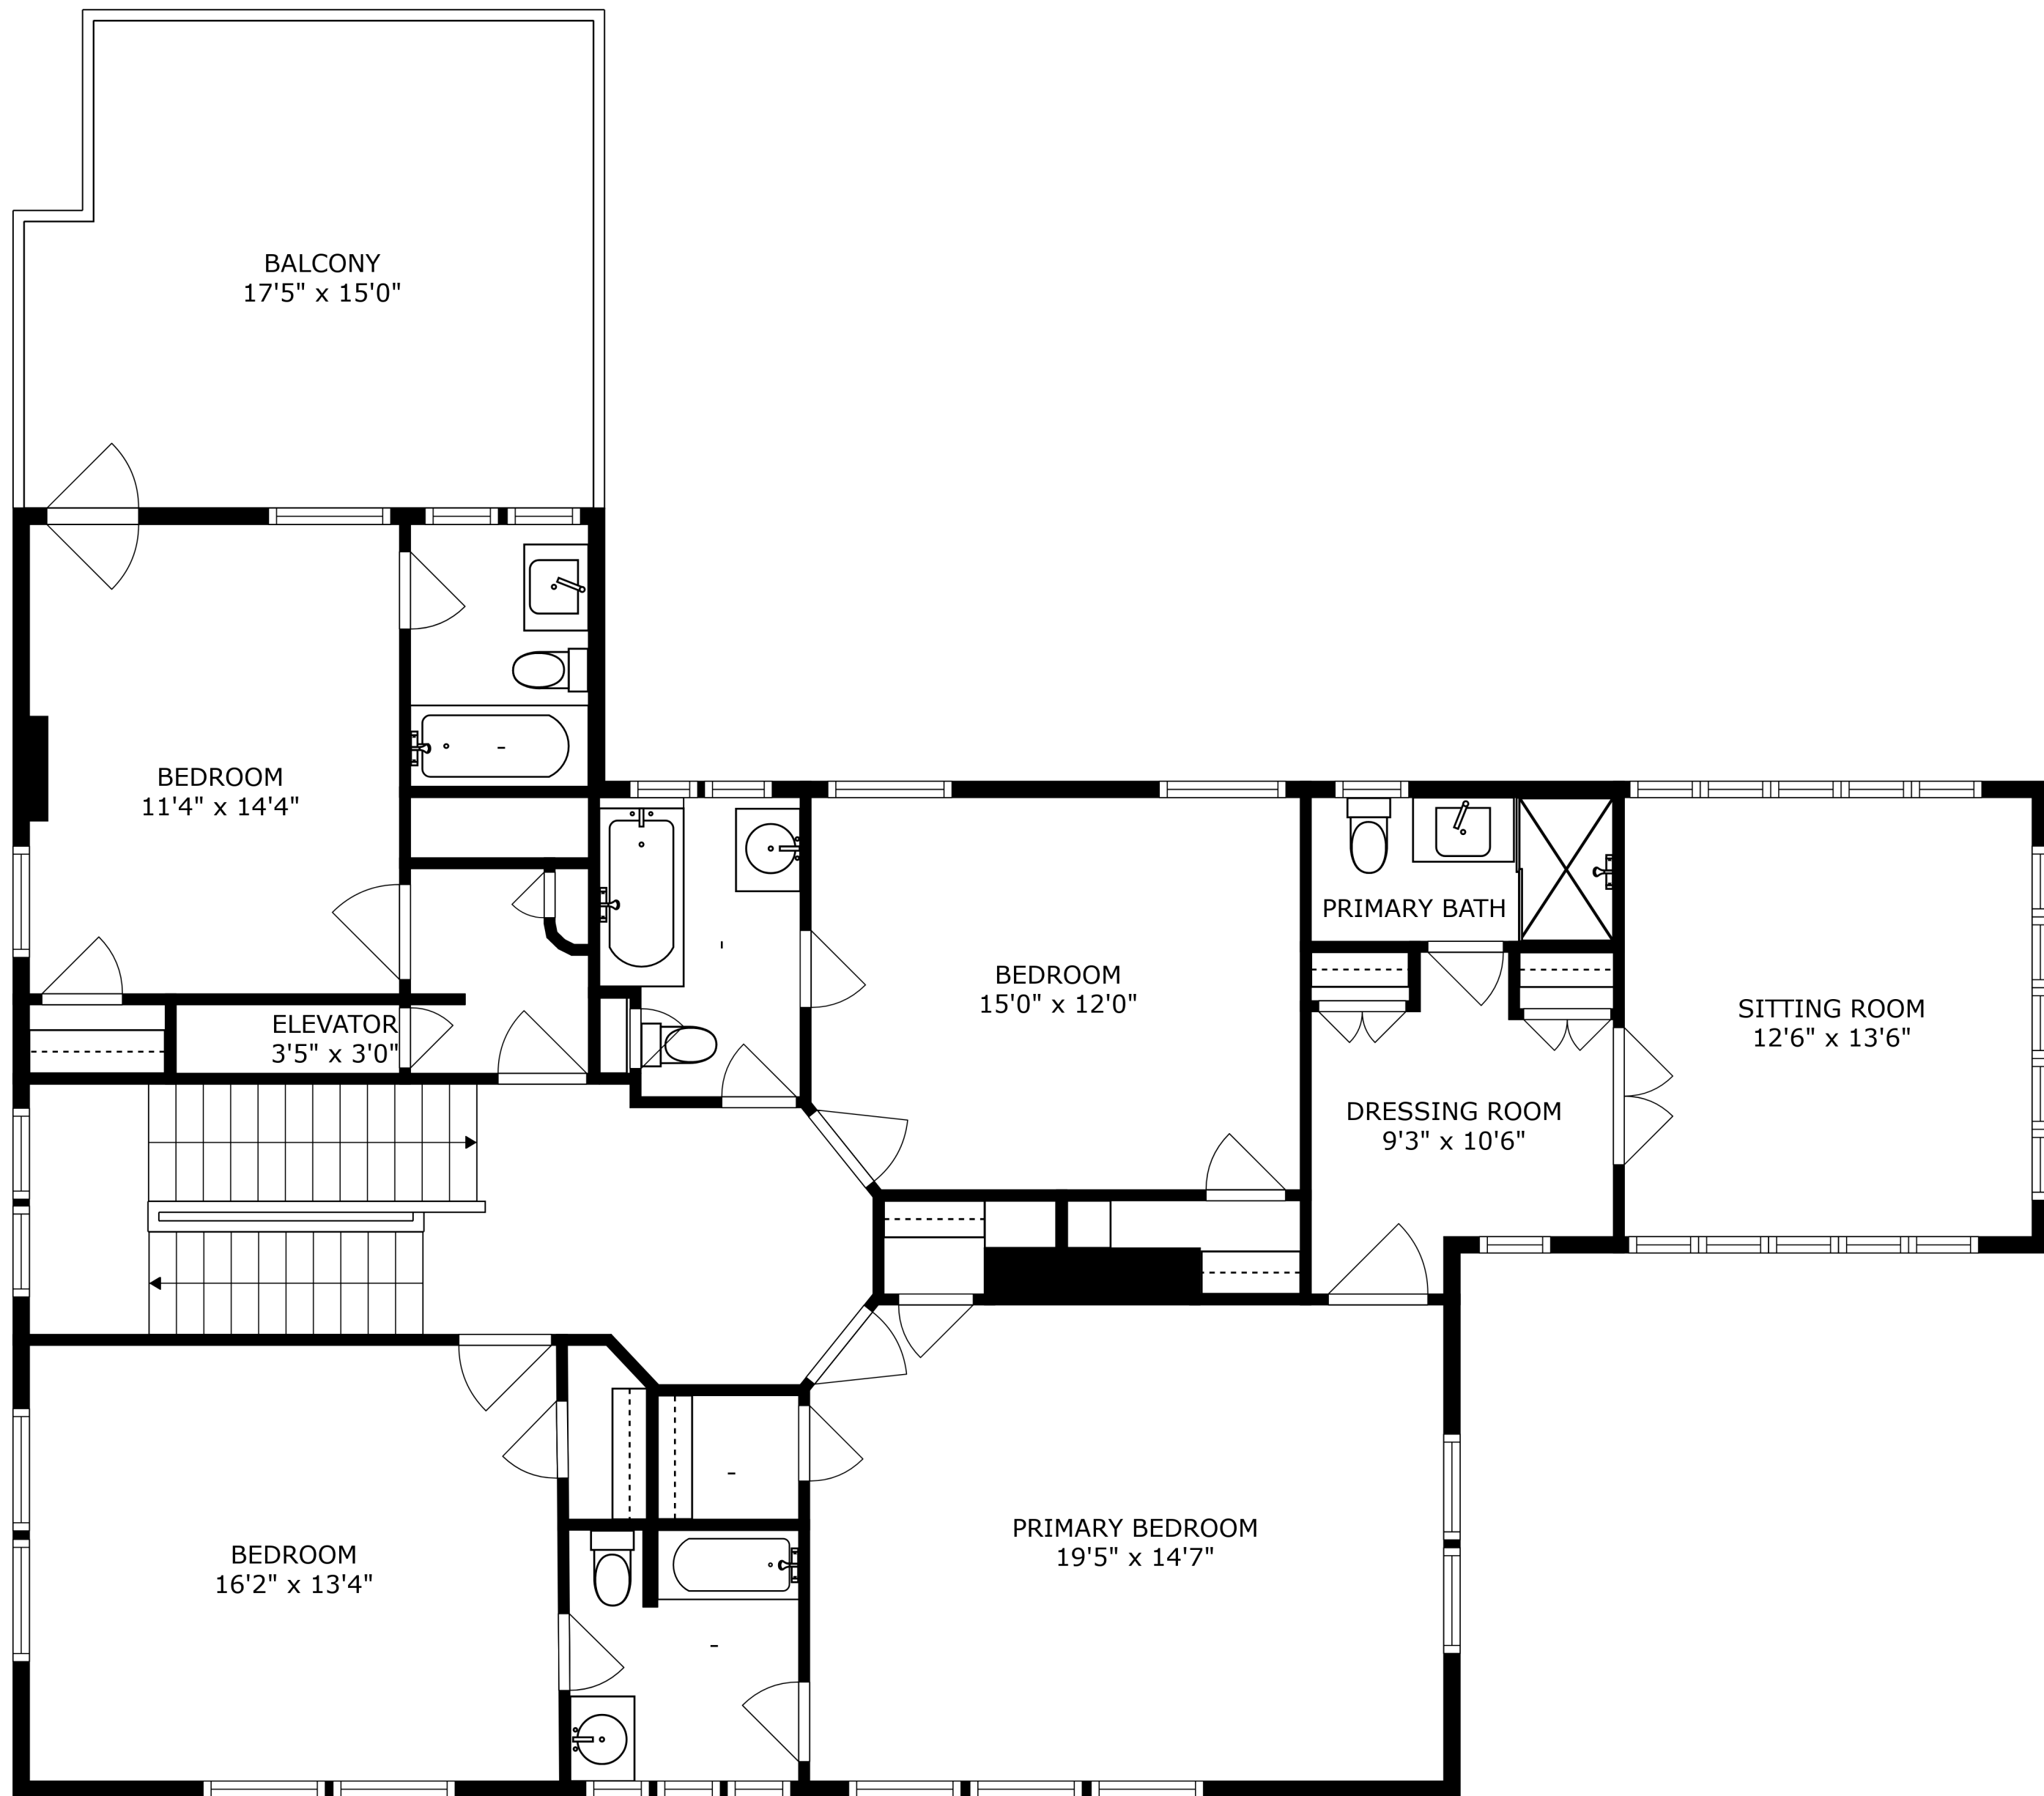 BALCONY
17'5" x 15'0"
BEDROOM
11'4" x 14'4"
PRIMARY BATH
BEDROOM
15'0" x 12'0"
SITTING ROOM
12'6" x 13'6"
ELEVATOR
3'5" x 3'0"
DRESSING ROOM
9'3" x 10'6"
PRIMARY BEDROOM
19'5" x 14'7"
BEDROOM
16'2" x 13'4"